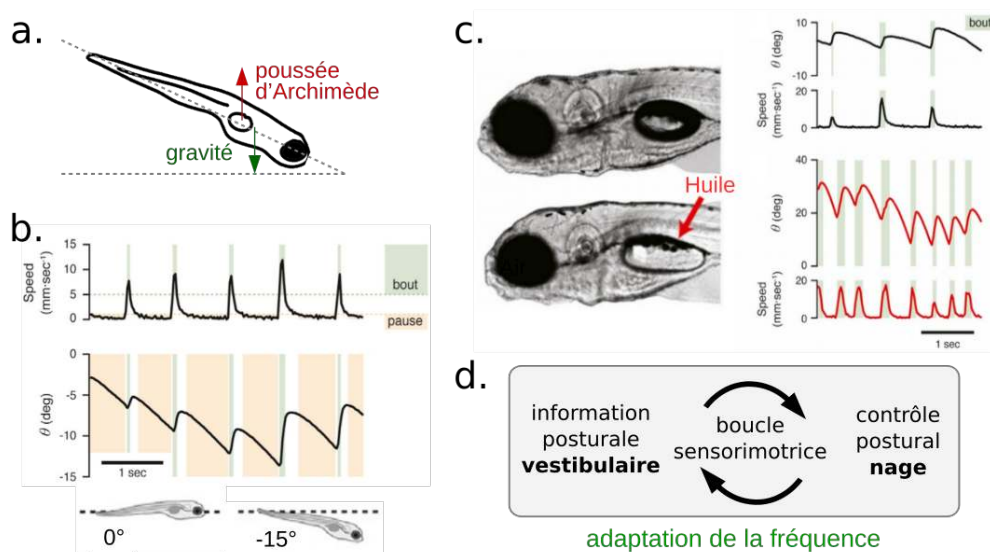 a.
poussée
d'Archimède
gravité
b.
Speed
(mm·sec⁻¹)
15
10
5
0
bout
pause
θ (deg)
0
-5
-10
-15
1 sec
0°
-15°
c.
Huile
bout
θ (deg)
10
-10
Speed
(mm·sec⁻¹)
20
0
θ (deg)
40
20
0
Speed
(mm·sec⁻¹)
20
0
1 sec
d.
information
posturale
vestibulaire
boucle
sensorimotrice
contrôle
postural
nage
adaptation de la fréquence